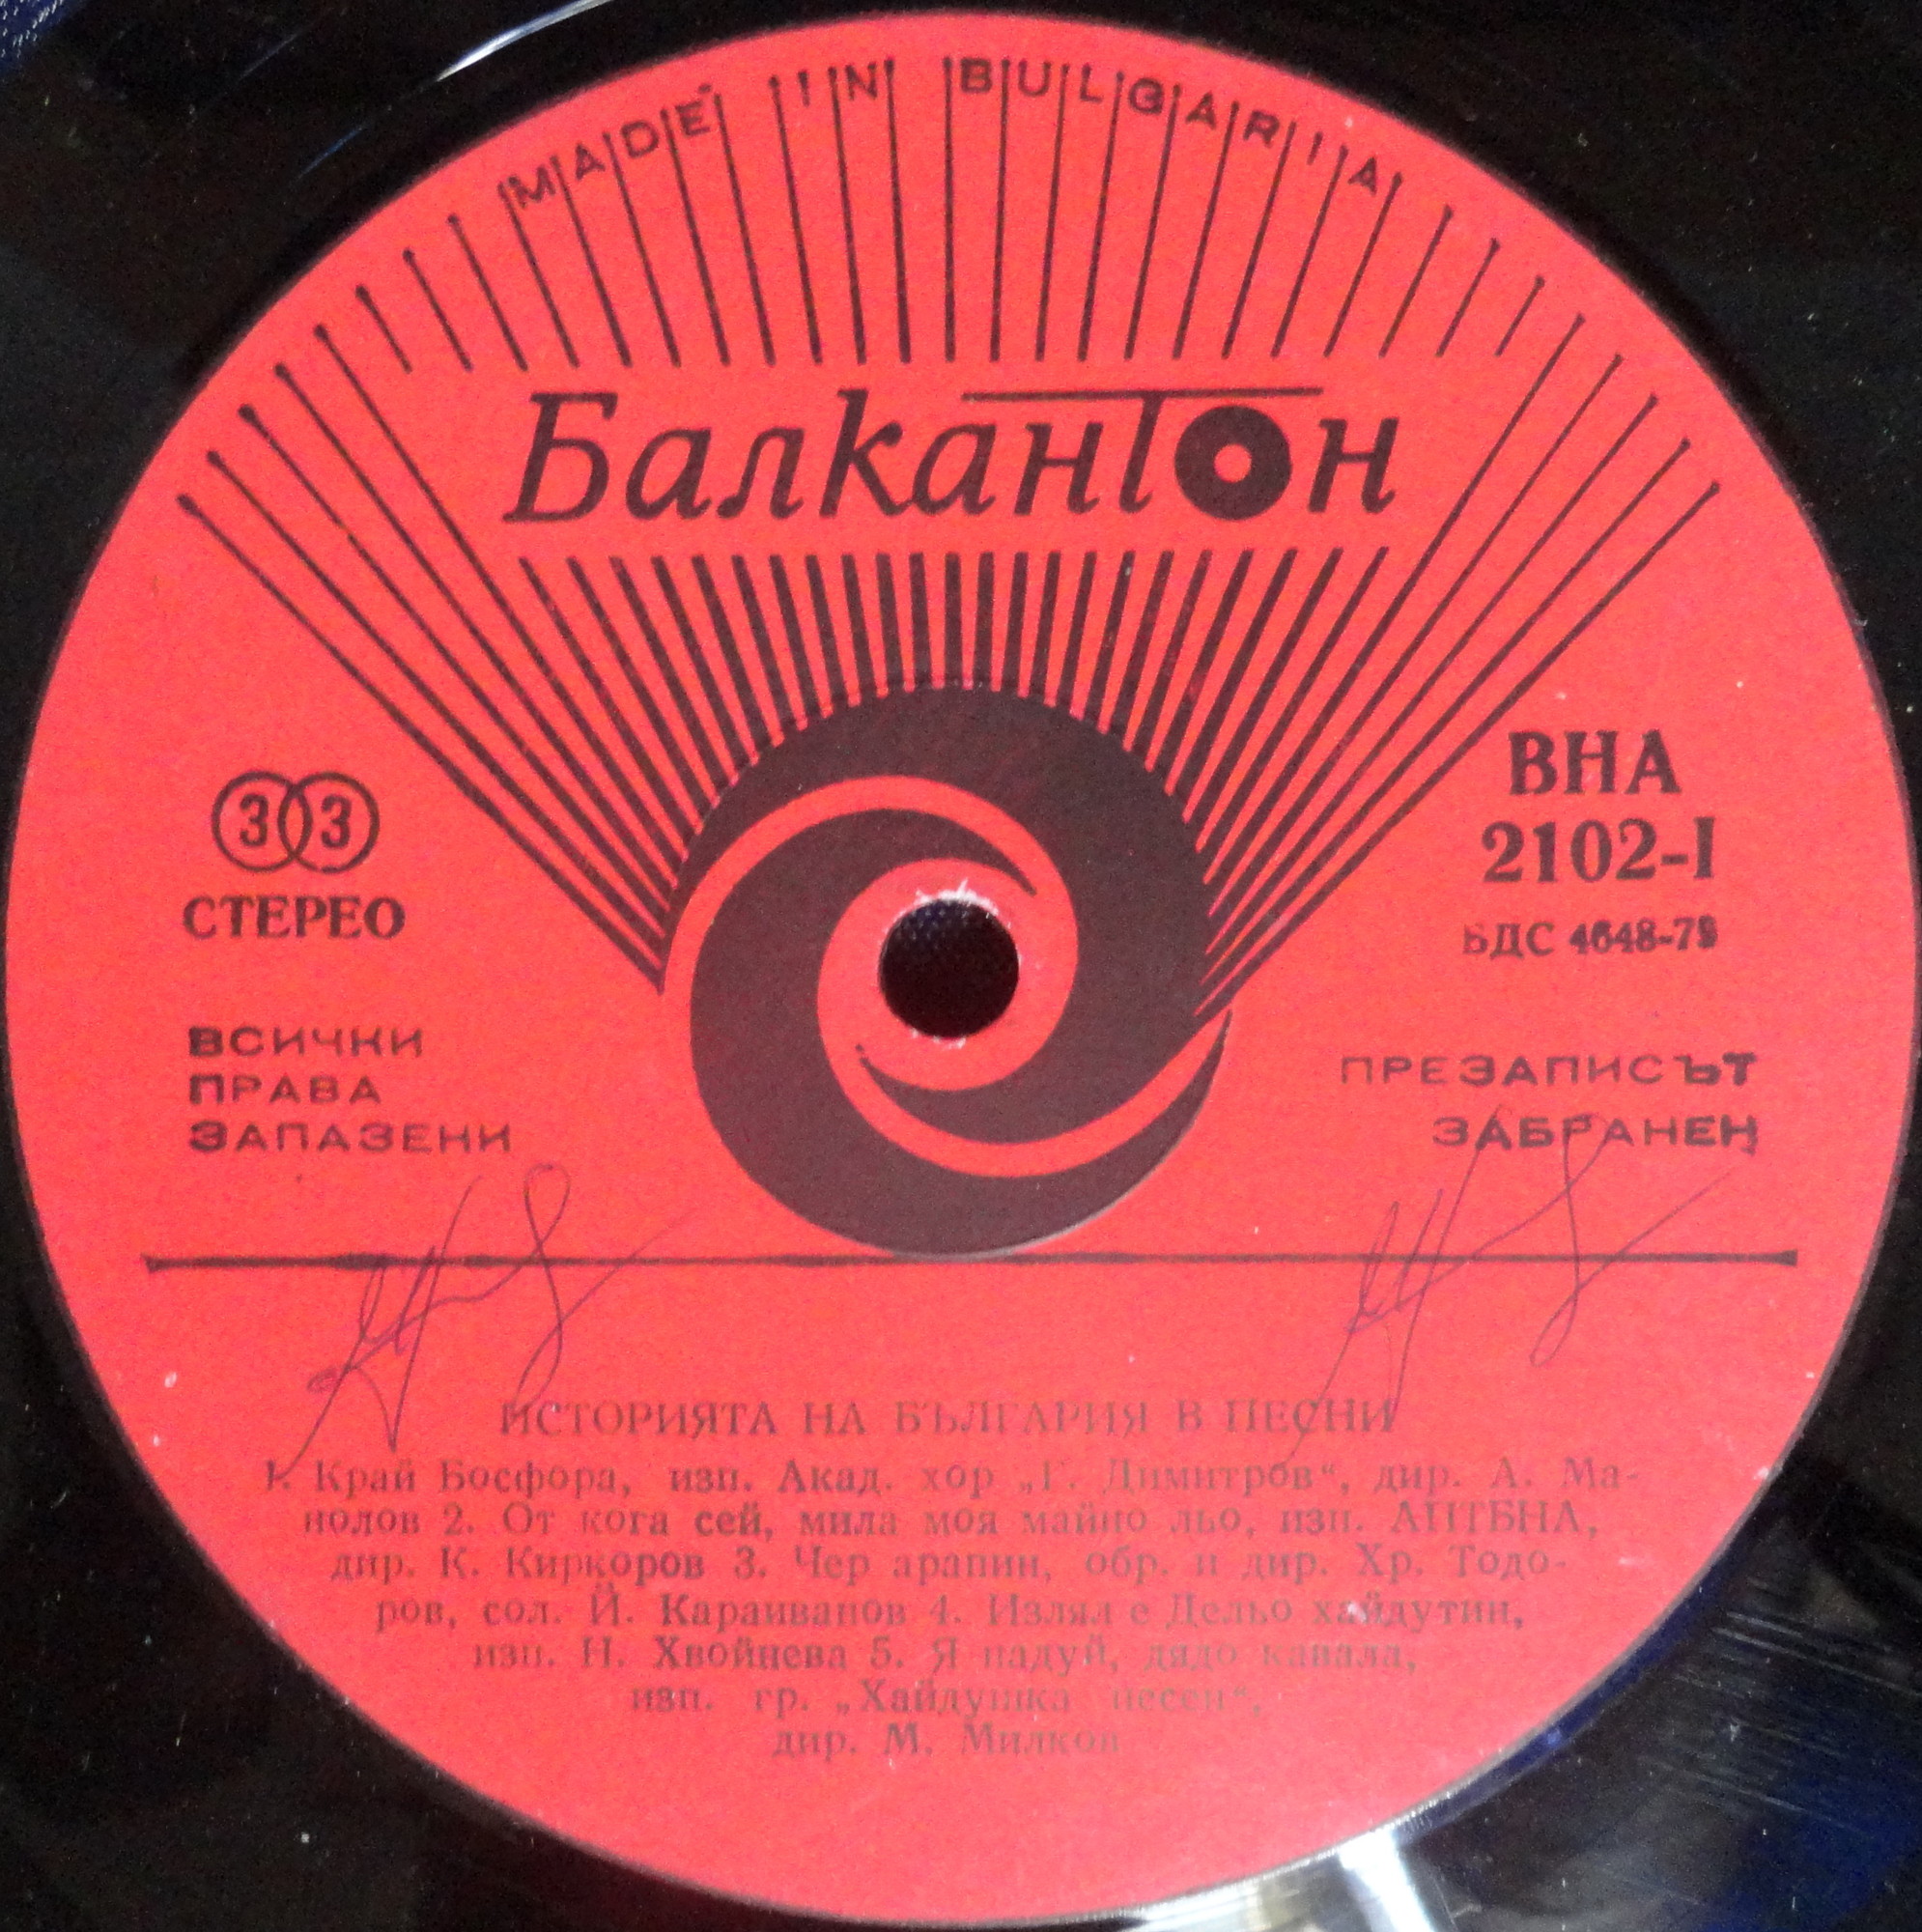 MADE IN BULGARIA
Балкантон
33
СТЕРЕО
ВНА
2102-I
БДС 4648-79
ВСИЧКИ
ПРАВА
ЗАПАЗЕНИ
ПРЕЗАПИСЪТ
ЗАБРАНЕН
ИСТОРИЯТА НА БЪЛГАРИЯ В ПЕСНИ
1. Край Босфора, изп. Акад. хор „Г. Димитров“, дир. А. Ма-
нолов 2. От кога сей, мила моя майно льо, изп. АНТБНА,
дир. К. Киркоров 3. Чер арапин, обр. и дир. Хр. Тодо-
ров, сол. Й. Караиванов 4. Излял е Дельо хайдутин,
изп. Н. Хвойнева 5. Я надуй, дядо кавала,
изп. гр. „Хайдушка песен“,
дир. М. Милков